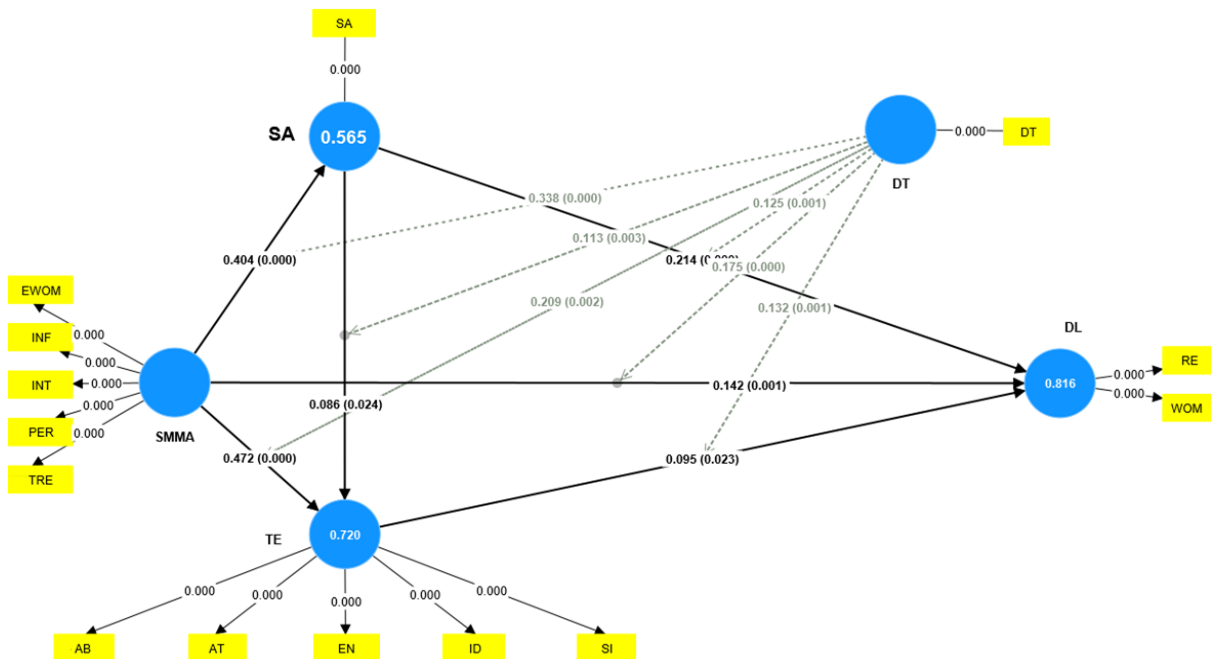 SA
0.000
SA
0.565
0.000
DT
DT
0.338 (0.000)
0.125 (0.001)
0.113 (0.003)
0.404 (0.000)
0.214
0.175 (0.000)
EWOM
0.000
0.209 (0.002)
0.132 (0.001)
INF
0.000
DL
INT
0.000
0.142 (0.001)
0.816
0.000
RE
0.000
WOM
PER
0.000
0.086 (0.024)
SMMA
0.000
TRE
0.472 (0.000)
0.095 (0.023)
TE
0.720
0.000
0.000
0.000
0.000
0.000
AB
AT
EN
ID
SI